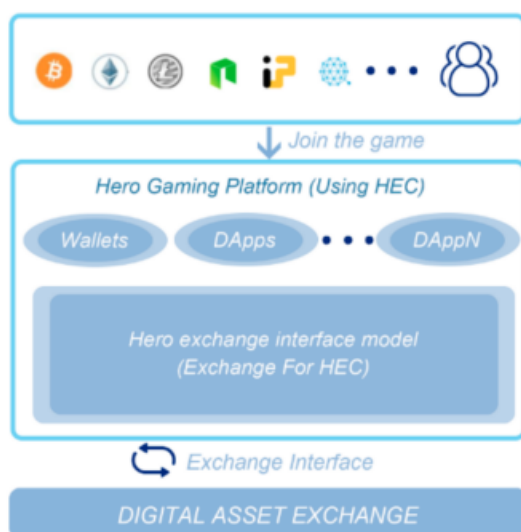 Join the game
Hero Gaming Platform (Using HEC)
Wallets DApps DAppN
Hero exchange interface model
(Exchange For HEC)
Exchange Interface
DIGITAL ASSET EXCHANGE